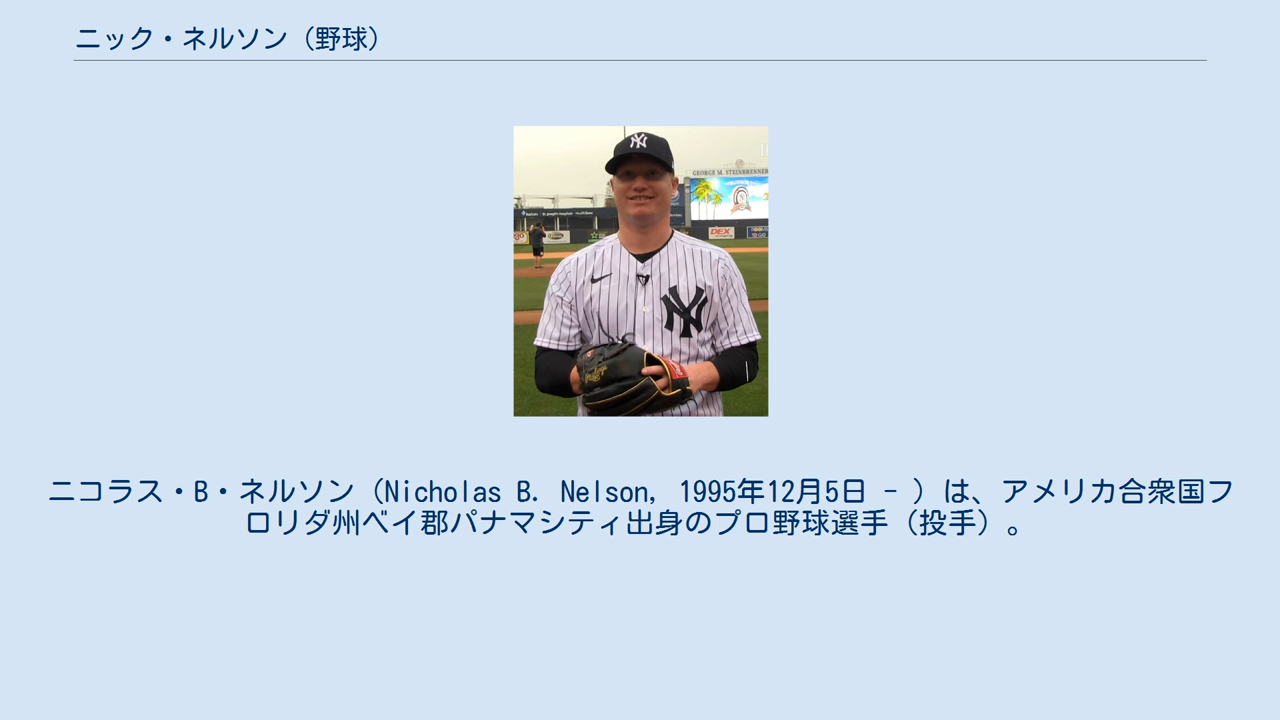 ニック・ネルソン（野球）
GEORGE M. STEINBRENNER
DEX
ニコラス・B・ネルソン（Nicholas B. Nelson, 1995年12月5日 - ）は、アメリカ合衆国フ
ロリダ州ベイ郡パナマシティ出身のプロ野球選手（投手）。